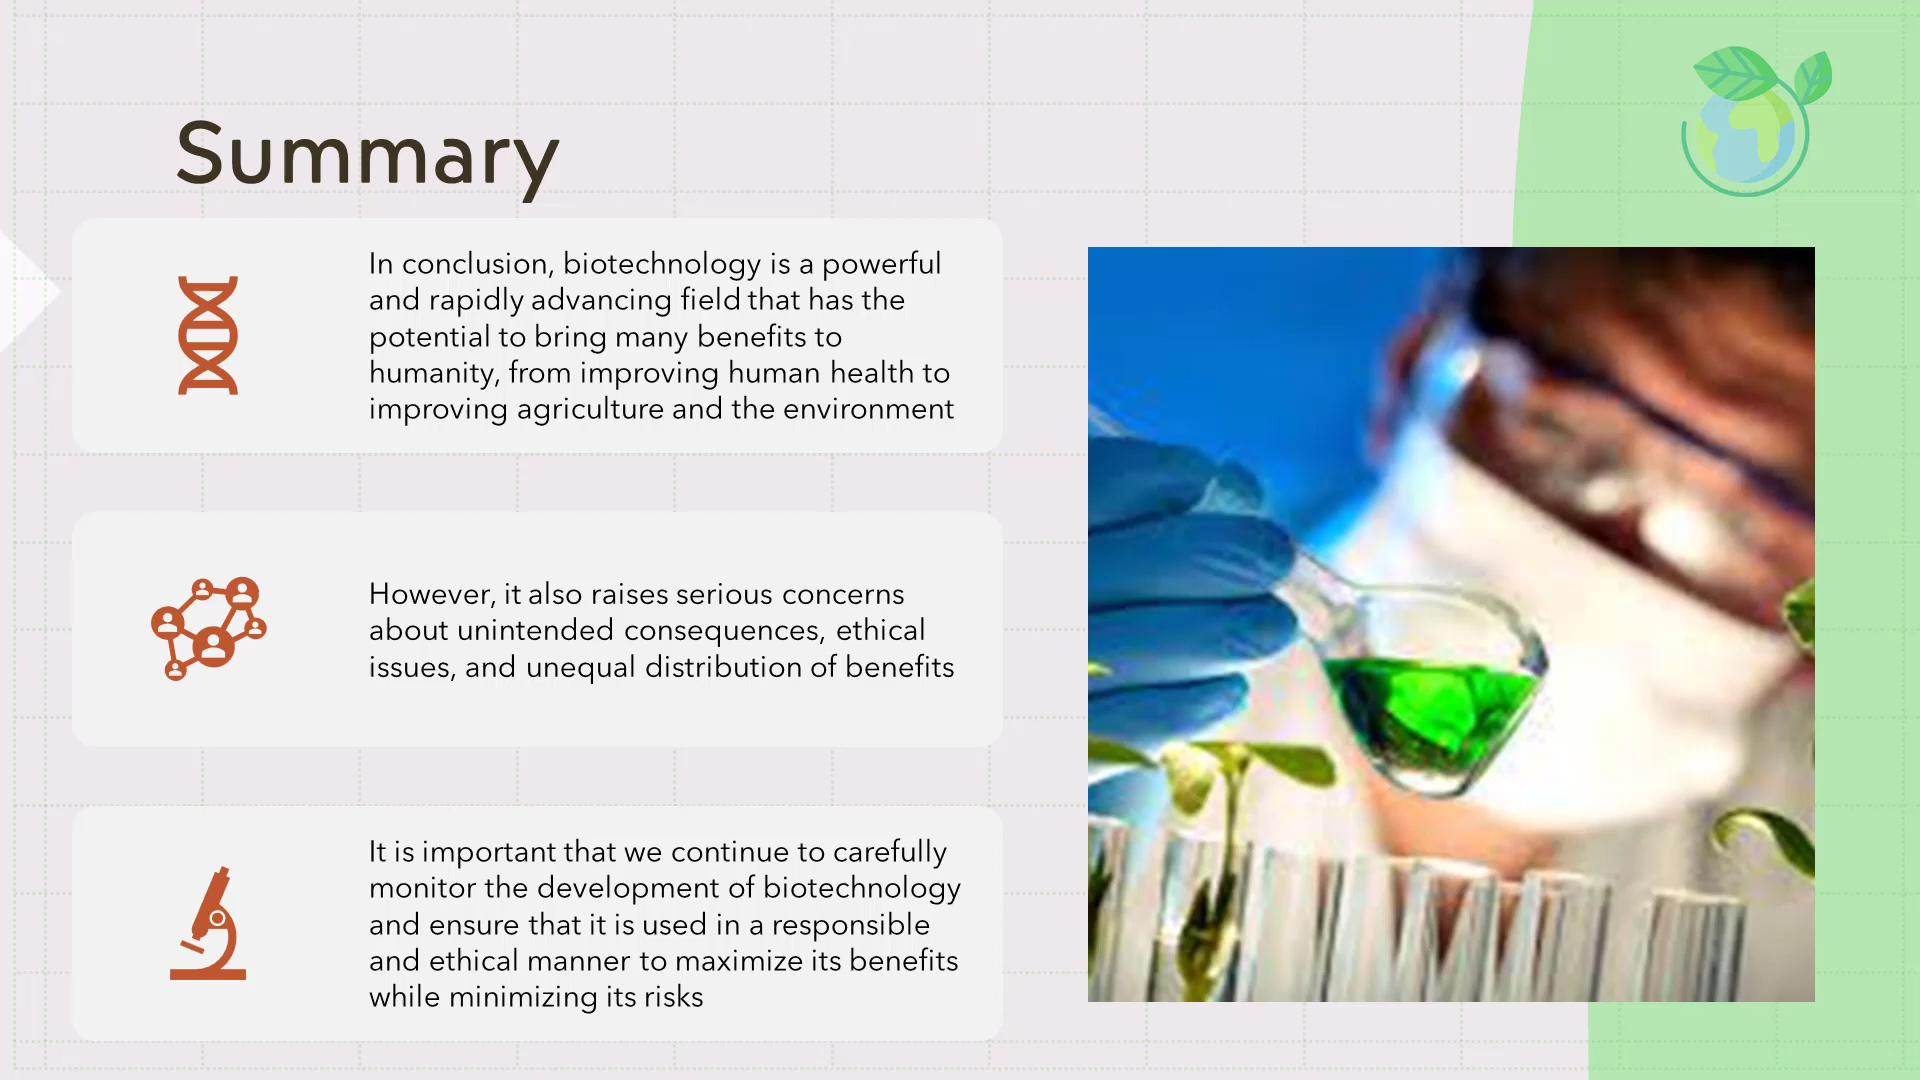 Summary
In conclusion, biotechnology is a powerful
and rapidly advancing field that has the
potential to bring many benefits to
humanity, from improving human health to
improving agriculture and the environment
However, it also raises serious concerns
about unintended consequences, ethical
issues, and unequal distribution of benefits
It is important that we continue to carefully
monitor the development of biotechnology
and ensure that it is used in a responsible
and ethical manner to maximize its benefits
while minimizing its risks